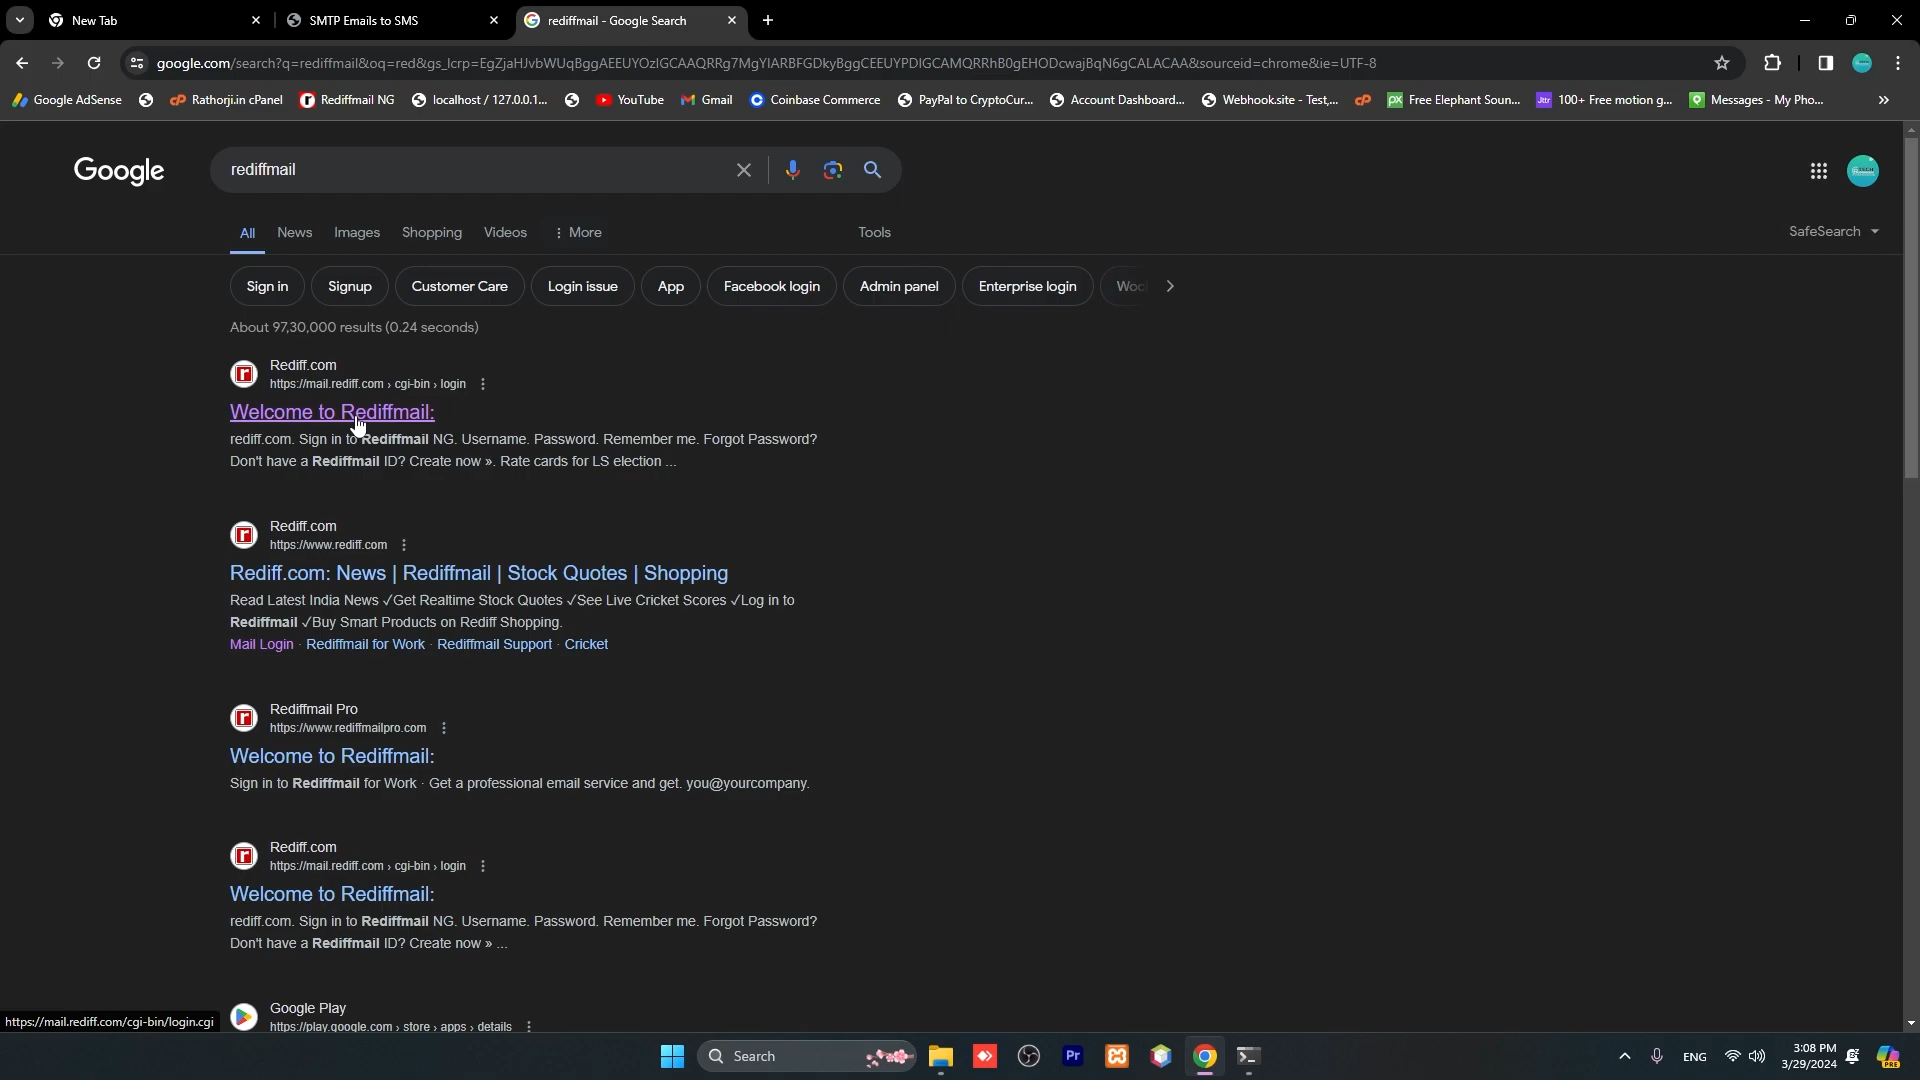 New Tab
SMTP Emails to SMS
rediffmail - Google Search
google.com/search?q=rediffmail&oq=red&gs_lcrp=EgZjaHJvbWUqBggAEEUYOzIGCAAQRRg7MgYIARBFGDkyBggCEEUYPDIGCAMQRRhB0gEHODcwajBqN6gCALACAA&sourceid=chrome&ie=UTF-8
Google AdSense
Rathorji.in cPanel
Rediffmail NG
localhost / 127.0.0.1...
YouTube
Gmail
Coinbase Commerce
PayPal to CryptoCur...
Account Dashboard...
Webhook.site - Test,...
Free Elephant Soun...
100+ Free motion g...
Messages - My Pho...
Google
rediffmail
All
News
Images
Shopping
Videos
More
Tools
SafeSearch
Sign in
Signup
Customer Care
Login issue
App
Facebook login
Admin panel
Enterprise login
About 97,30,000 results (0.24 seconds)
Rediff.com
https://mail.rediff.com › cgi-bin › login
Welcome to Rediffmail:
rediff.com. Sign in to Rediffmail NG. Username. Password. Remember me. Forgot Password?
Don't have a Rediffmail ID? Create now ». Rate cards for LS election ...
Rediff.com
https://www.rediff.com
Rediff.com: News | Rediffmail | Stock Quotes | Shopping
Read Latest India News ✓Get Realtime Stock Quotes ✓See Live Cricket Scores ✓Log in to
Rediffmail ✓Buy Smart Products on Rediff Shopping.
Mail Login · Rediffmail for Work · Rediffmail Support · Cricket
Rediffmail Pro
https://www.rediffmailpro.com
Welcome to Rediffmail:
Sign in to Rediffmail for Work · Get a professional email service and get. you@yourcompany.
Rediff.com
https://mail.rediff.com › cgi-bin › login
Welcome to Rediffmail:
rediff.com. Sign in to Rediffmail NG. Username. Password. Remember me. Forgot Password?
Don't have a Rediffmail ID? Create now » ...
Google Play
https://play.google.com › store › apps › details
https://mail.rediff.com/cgi-bin/login.cgi
Search
ENG
3:08 PM
3/29/2024